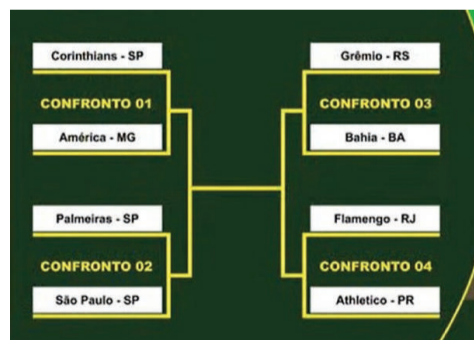 Corinthians - SP
CONFRONTO 01
América - MG
Palmeiras - SP
CONFRONTO 02
São Paulo - SP
Grêmio - RS
CONFRONTO 03
Bahia - BA
Flamengo - RJ
CONFRONTO 04
Athletico - PR